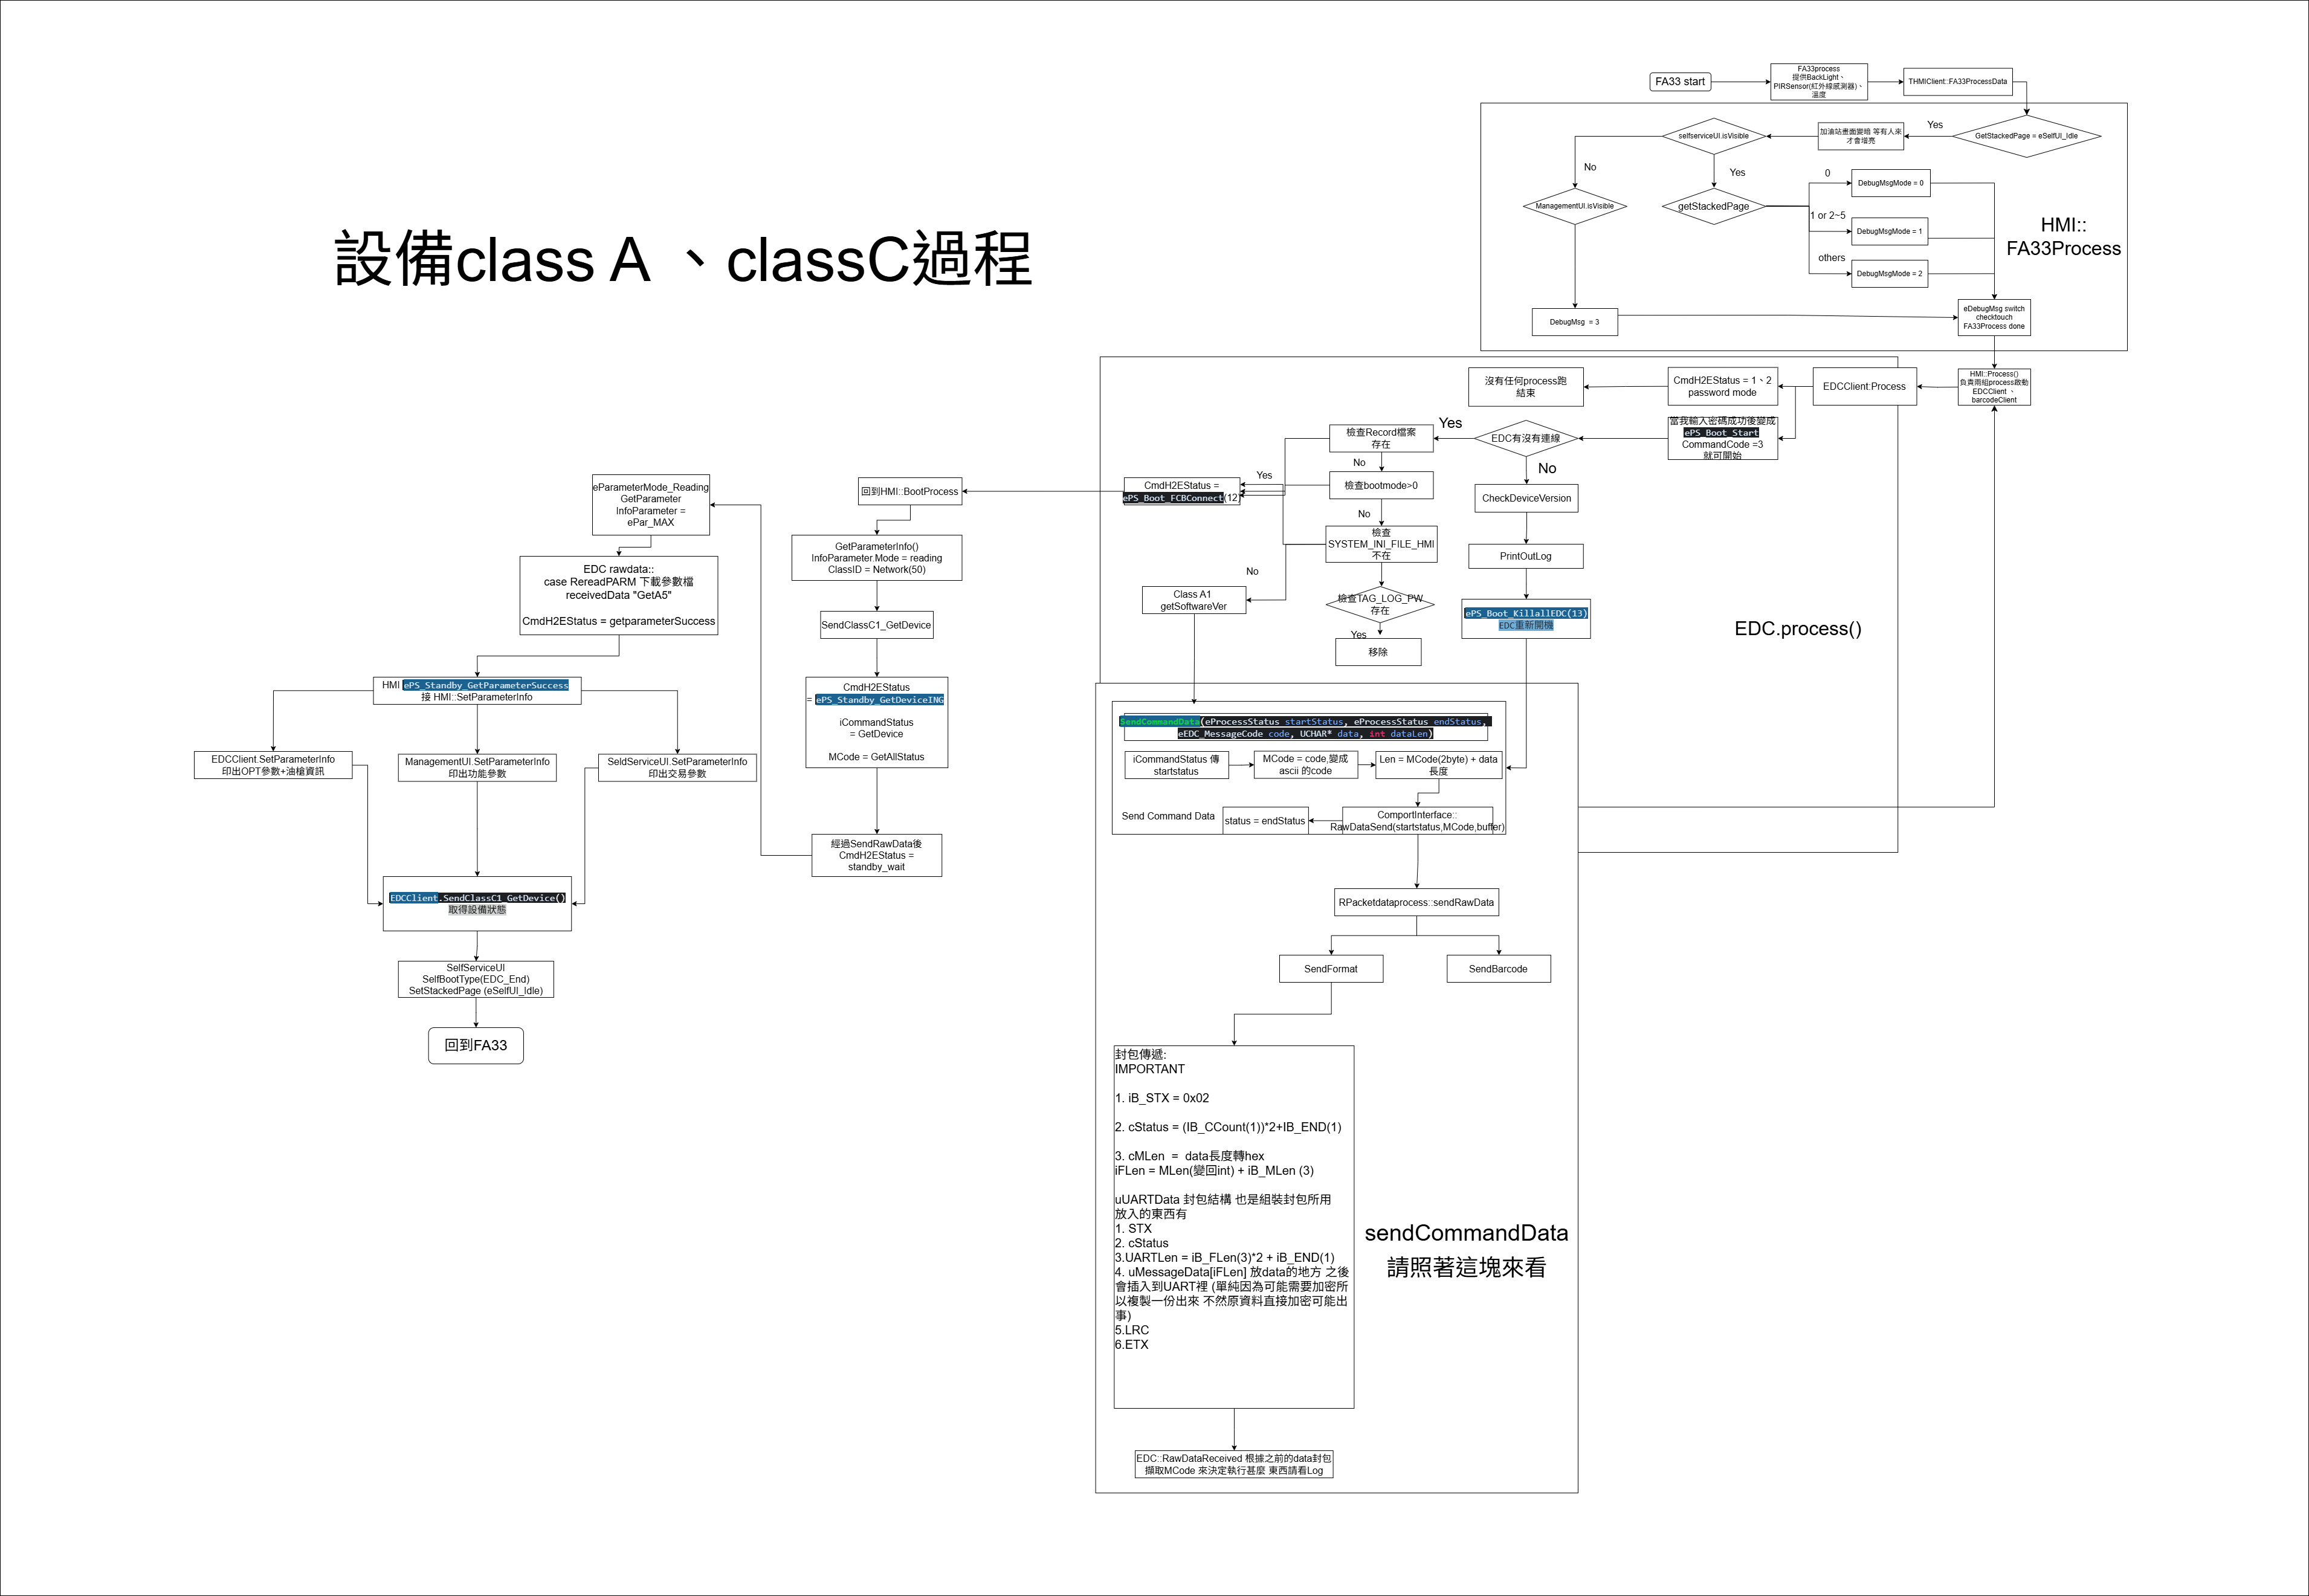 設備class A 、classC過程
FA33 start
FA33process
提供BackLight、
PIRSensor(紅外線感測器)、
溫度
THMIClient::FA33ProcessData
GetStackedPage = eSelfUI_Idle
Yes
加油站畫面變暗 等有人來
才會增亮
selfserviceUI.isVisible
No
Yes
ManagementUI.isVisible
getStackedPage
0
DebugMsgMode = 0
1 or 2~5
DebugMsgMode = 1
others
DebugMsgMode = 2
HMI::
FA33Process
DebugMsg  = 3
eDebugMsg switch
checktouch
FA33Process done
HMI::Process()
負責兩組process啟動
EDCClient 、
barcodeClient
EDCClient:Process
CmdH2EStatus = 1、2
password mode
沒有任何process跑
結束
當我輸入密碼成功後變成
ePS_Boot_Start
CommandCode =3
就可開始
EDC有沒有連線
Yes
No
檢查Record檔案
存在
No
檢查bootmode>0
No
檢查
SYSTEM_INI_FILE_HMI
不在
檢查TAG_LOG_PW
存在
Yes
移除
CheckDeviceVersion
PrintOutLog
ePS_Boot_KillallEDC(13)
EDC重新開機
EDC.process()
Yes
CmdH2EStatus =
ePS_Boot_FCBConnect(12)
No
Class A1
getSoftwareVer
SendCommandData(eProcessStatus startStatus, eProcessStatus endStatus,
eEDC_MessageCode code, UCHAR* data, int dataLen)
iCommandStatus 傳
startstatus
MCode = code,變成
ascii 的code
Len = MCode(2byte) + data
長度
Send Command Data
status = endStatus
ComportInterface::
RawDataSend(startstatus,MCode,buffer)
RPacketdataprocess::sendRawData
SendFormat
SendBarcode
封包傳遞:
IMPORTANT
1. iB_STX = 0x02
2. cStatus = (IB_CCount(1))*2+IB_END(1)
3. cMLen  =  data長度轉hex
iFLen = MLen(變回int) + iB_MLen (3)
uUARTData 封包結構 也是組裝封包所用
放入的東西有
1. STX
2. cStatus
3.UARTLen = iB_FLen(3)*2 + iB_END(1)
4. uMessageData[iFLen] 放data的地方 之後
會插入到UART裡 (單純因為可能需要加密所
以複製一份出來 不然原資料直接加密可能出
事)
5.LRC
6.ETX
sendCommandData
請照著這塊來看
EDC::RawDataReceived 根據之前的data封包
擷取MCode 來決定執行甚麼 東西請看Log
回到HMI::BootProcess
GetParameterInfo()
InfoParameter.Mode = reading
ClassID = Network(50)
SendClassC1_GetDevice
CmdH2EStatus
= ePS_Standby_GetDeviceING
iCommandStatus
= GetDevice
MCode = GetAllStatus
經過SendRawData後
CmdH2EStatus =
standby_wait
eParameterMode_Reading
GetParameter
InfoParameter =
ePar_MAX
EDC rawdata::
case RereadPARM 下載參數檔
receivedData "GetA5"
CmdH2EStatus = getparameterSuccess
HMI ePS_Standby_GetParameterSuccess
接 HMI::SetParameterInfo
EDCClient.SetParameterInfo
印出OPT參數+油槍資訊
ManagementUI.SetParameterInfo
印出功能參數
SeldServiceUI.SetParameterInfo
印出交易參數
EDCClient.SendClassC1_GetDevice()
取得設備狀態
SelfServiceUI
SelfBootType(EDC_End)
SetStackedPage (eSelfUI_Idle)
回到FA33